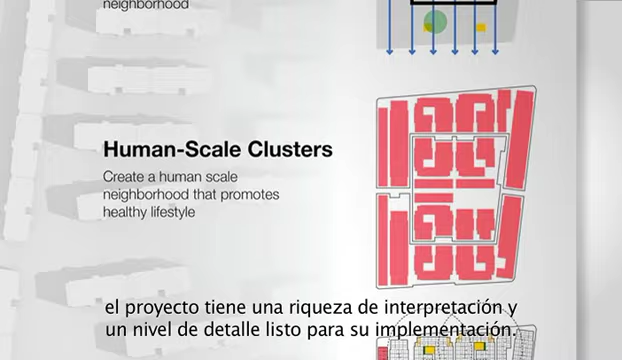 neighborhood
Human-Scale Clusters
Create a human scale
neighborhood that promotes
healthy lifestyle
el proyecto tiene una riqueza de interpretación y
un nivel de detalle listo para su implementación.